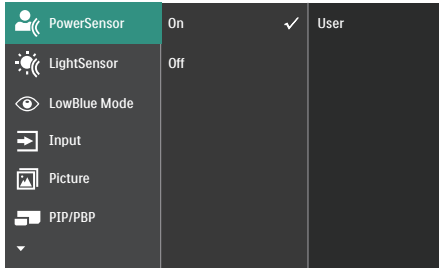 PowerSensor
On
User
LightSensor
Off
LowBlue Mode
Input
Picture
PIP/PBP